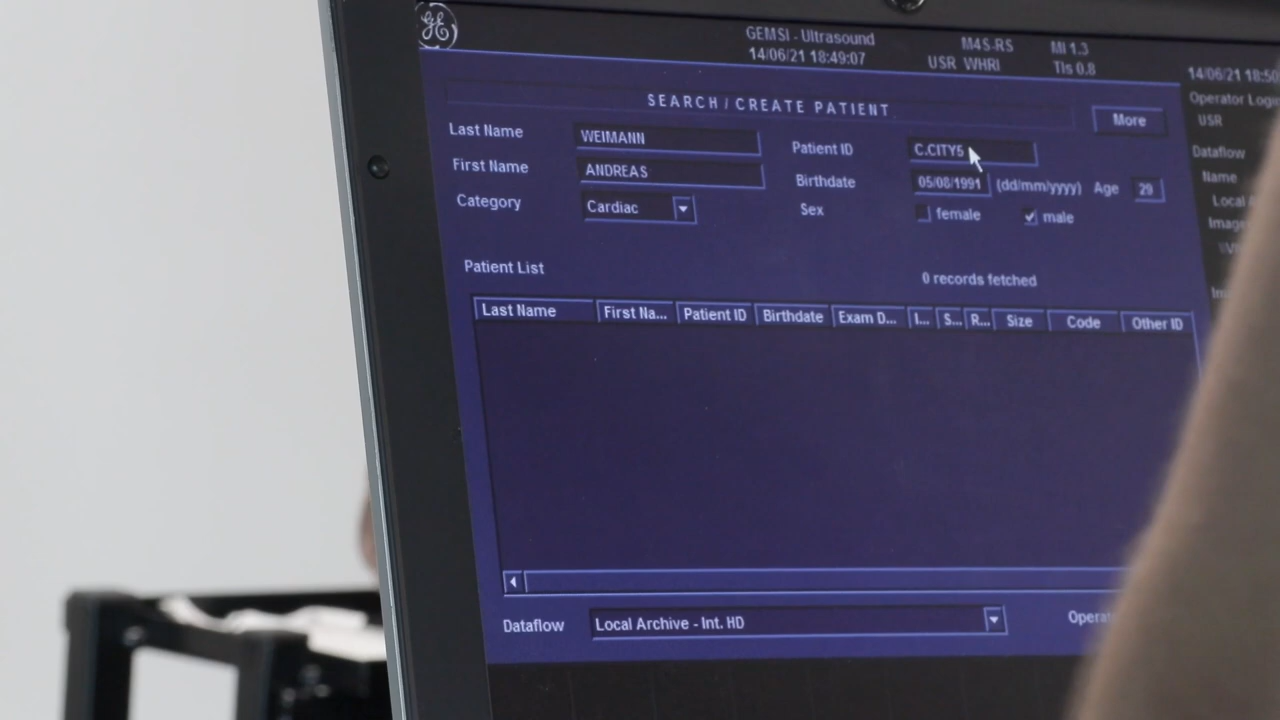 GE
GEMSI - Ultrasound
14/06/21 18:49:07
M4S-RS
USR WHRI
MI 1.3
TIs 0.8
14/06/21 18:50
Operator Login
USR
Dataflow
Name
Local
SEARCH / CREATE PATIENT
More
Last Name WEIMANN
Patient ID C.CITY5
First Name ANDREAS
Birthdate 05/08/1991 (dd/mm/yyyy) Age 29
Category Cardiac
Sex female male
Patient List
0 records fetched
Last Name First Na... Patient ID Birthdate Exam D... I... S... R... Size Code Other ID
Dataflow Local Archive - Int. HD